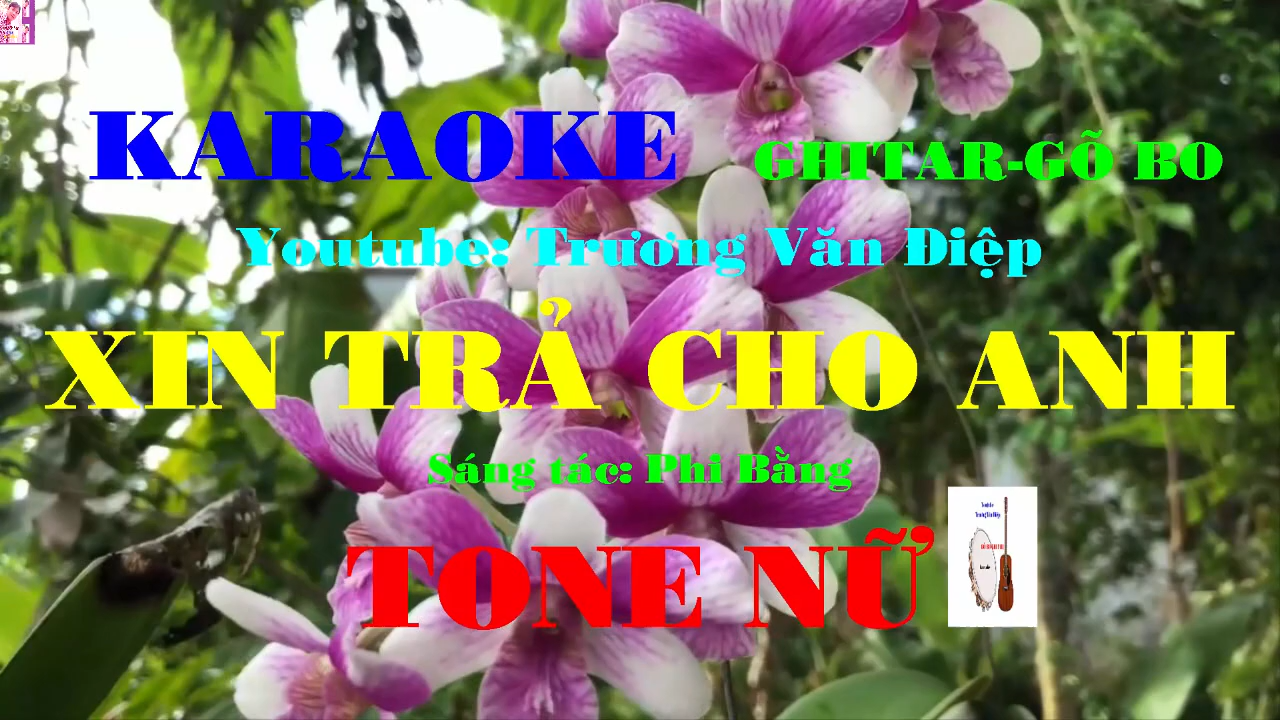 KARAOKE GHITAR-GÕ BO
Youtube: Trương Văn Điệp
XIN TRẢ CHO ANH
Sáng tác: Phi Bằng
TONE NỮ